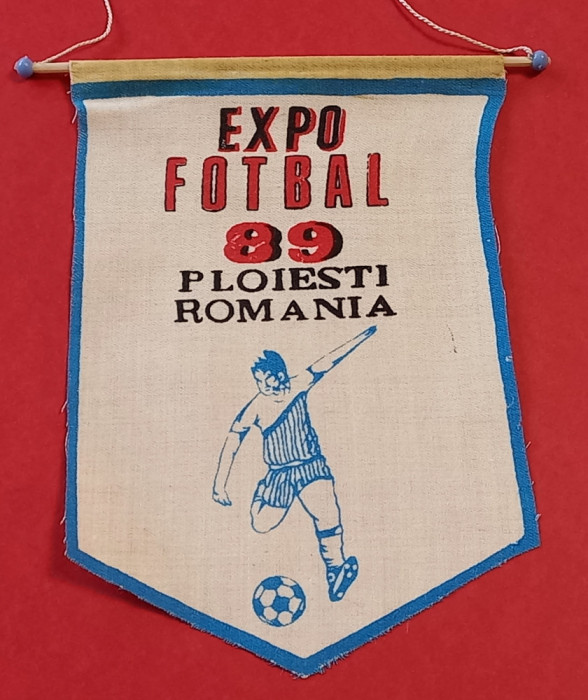 EXPO
FOTBAL
89
PLOIESTI
ROMANIA